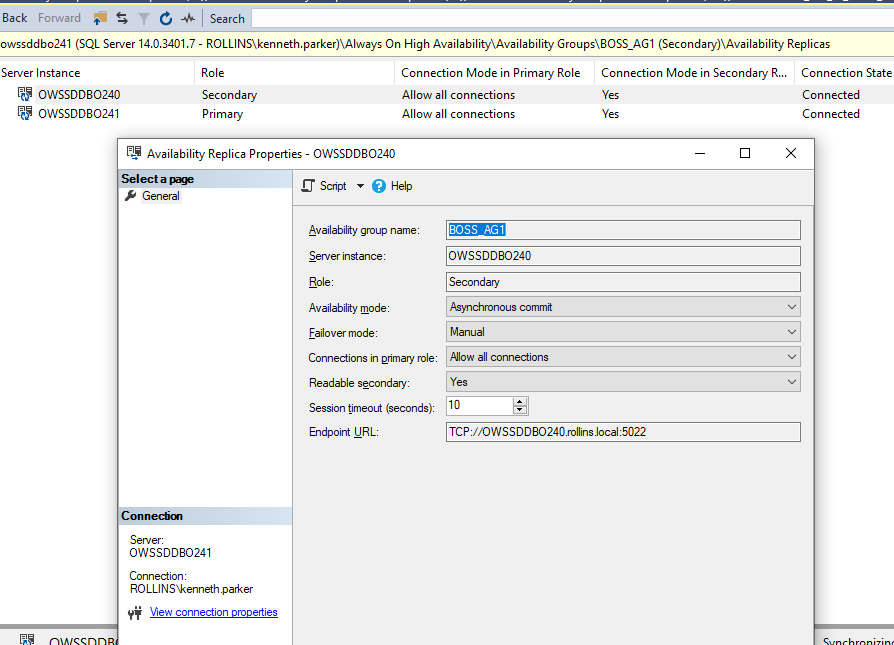 Back Forward Search
owssddbo241 (SQL Server 14.0.3401.7 - ROLLINS\kenneth.parker)\Always On High Availability\Availability Groups\BOSS_AG1 (Secondary)\Availability Replicas
Server Instance Role Connection Mode in Primary Role Connection Mode in Secondary R... Connection State
OWSSDDBO240 Secondary Allow all connections Yes Connected
OWSSDDBO241 Primary Allow all connections Yes Connected
Availability Replica Properties - OWSSDDBO240
Select a page
General
Script Help
Availability group name: BOSS_AG1
Server instance: OWSSDDBO240
Role: Secondary
Availability mode: Asynchronous commit
Failover mode: Manual
Connections in primary role: Allow all connections
Readable secondary: Yes
Session timeout (seconds): 10
Endpoint URL: TCP://OWSSDDBO240.rollins.local:5022
Connection
Server:
OWSSDDBO241
Connection:
ROLLINS\kenneth.parker
View connection properties